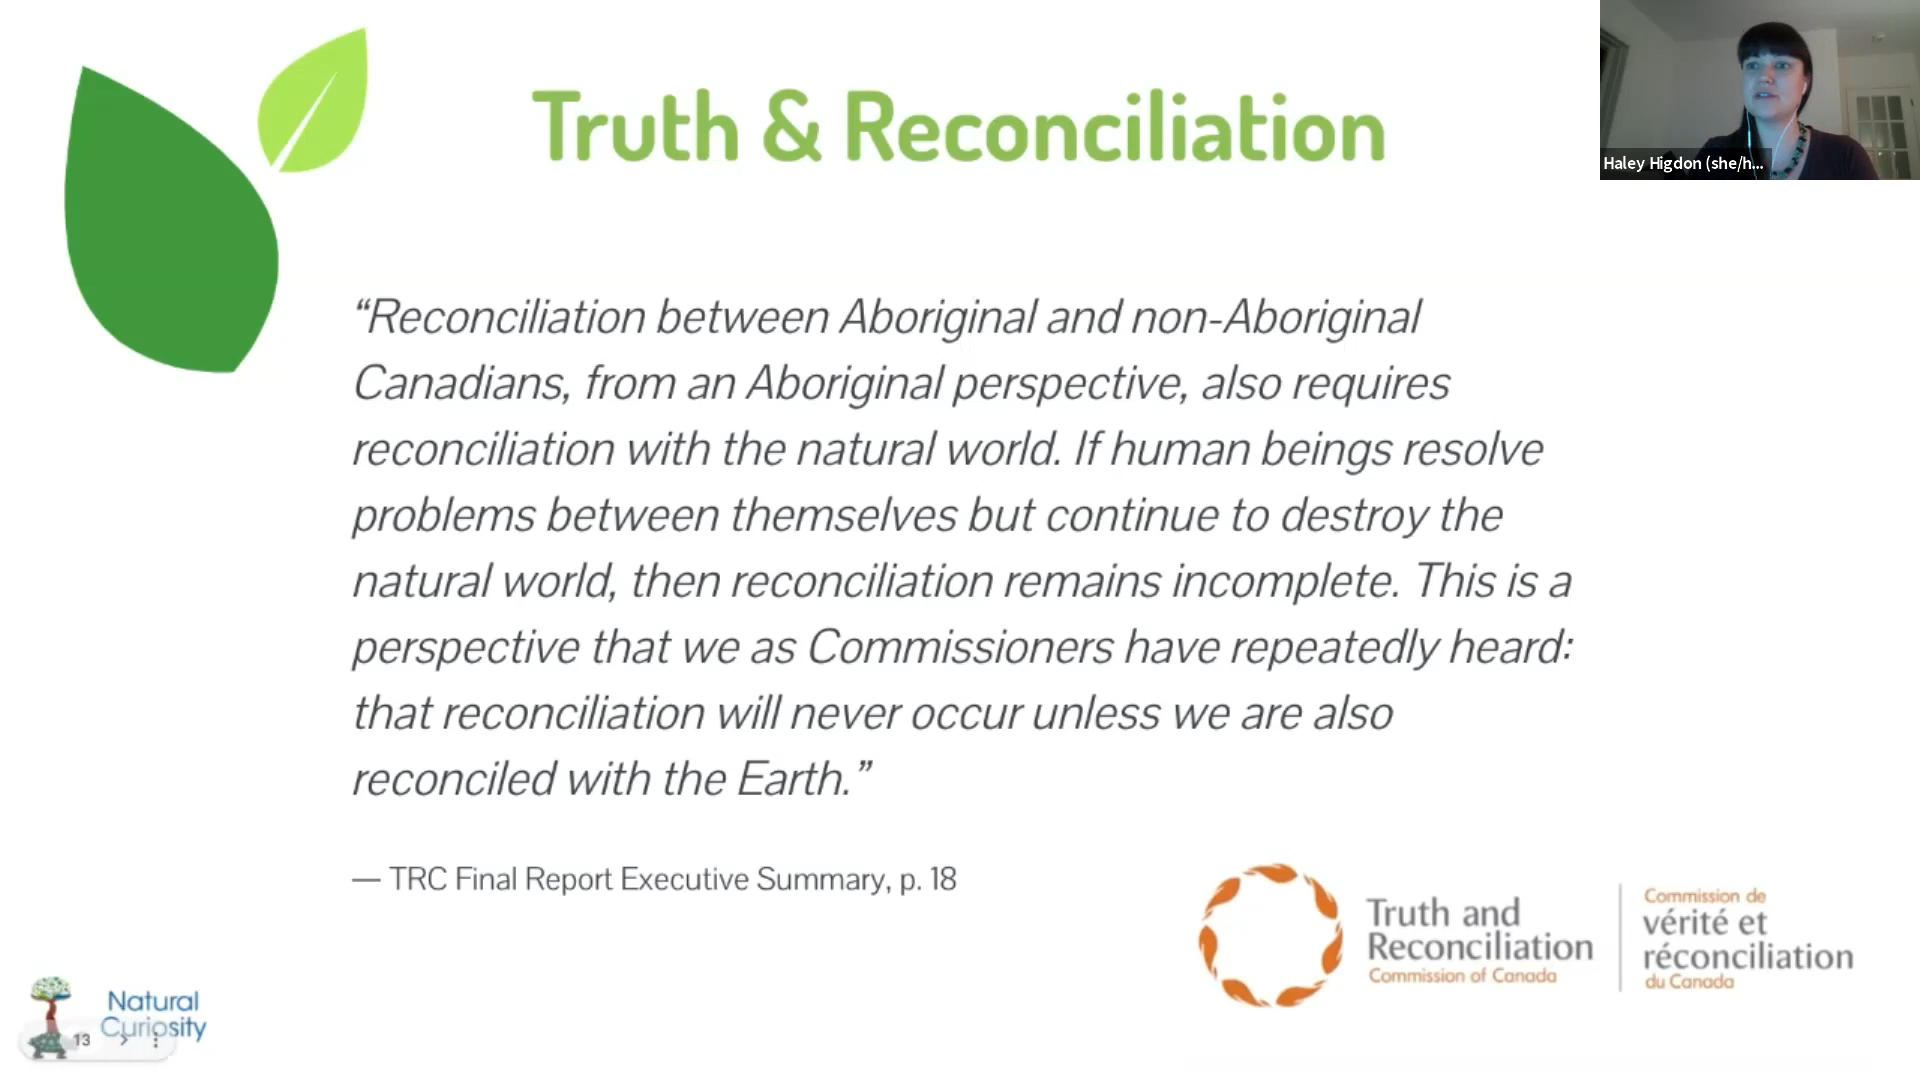 Truth & Reconciliation
Haley Higdon (she/h...
“Reconciliation between Aboriginal and non-Aboriginal
Canadians, from an Aboriginal perspective, also requires
reconciliation with the natural world. If human beings resolve
problems between themselves but continue to destroy the
natural world, then reconciliation remains incomplete. This is a
perspective that we as Commissioners have repeatedly heard:
that reconciliation will never occur unless we are also
reconciled with the Earth.”
— TRC Final Report Executive Summary, p. 18
Truth and
Reconciliation
Commission of Canada
Commission de
vérité et
réconciliation
du Canada
Natural
Curiosity
13